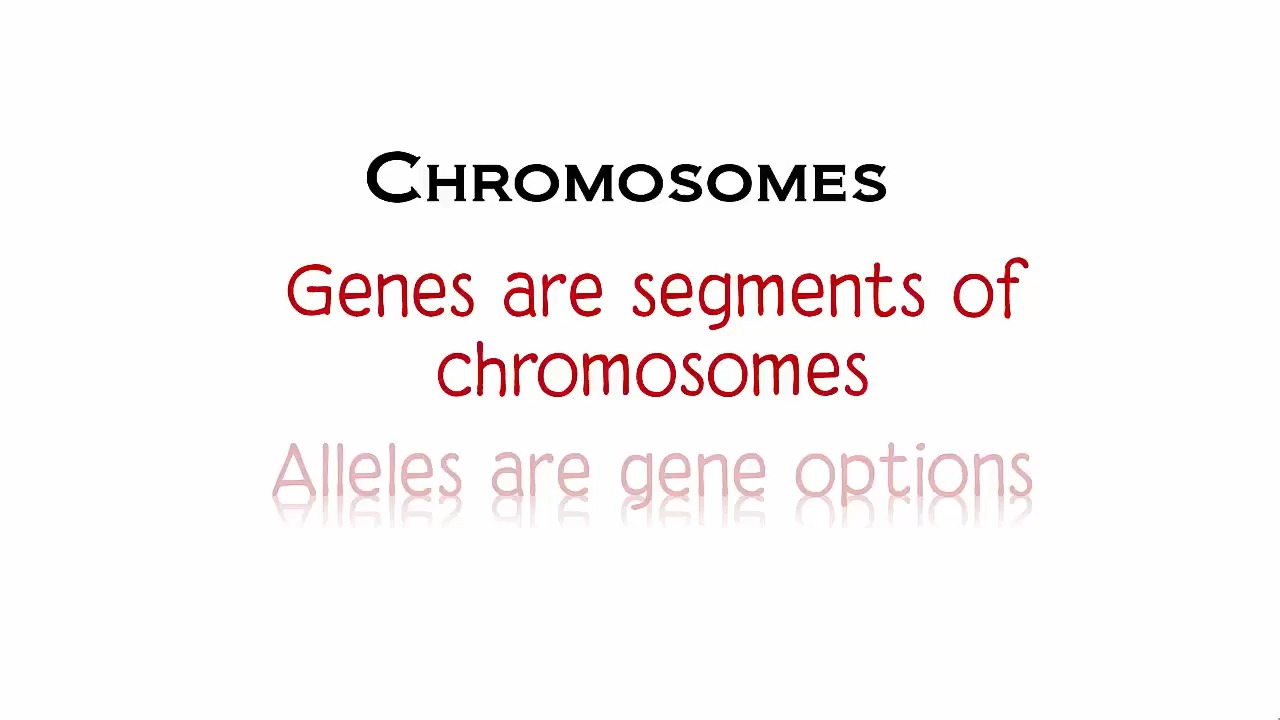 Chromosomes
Genes are segments of
chromosomes
Alleles are gene options